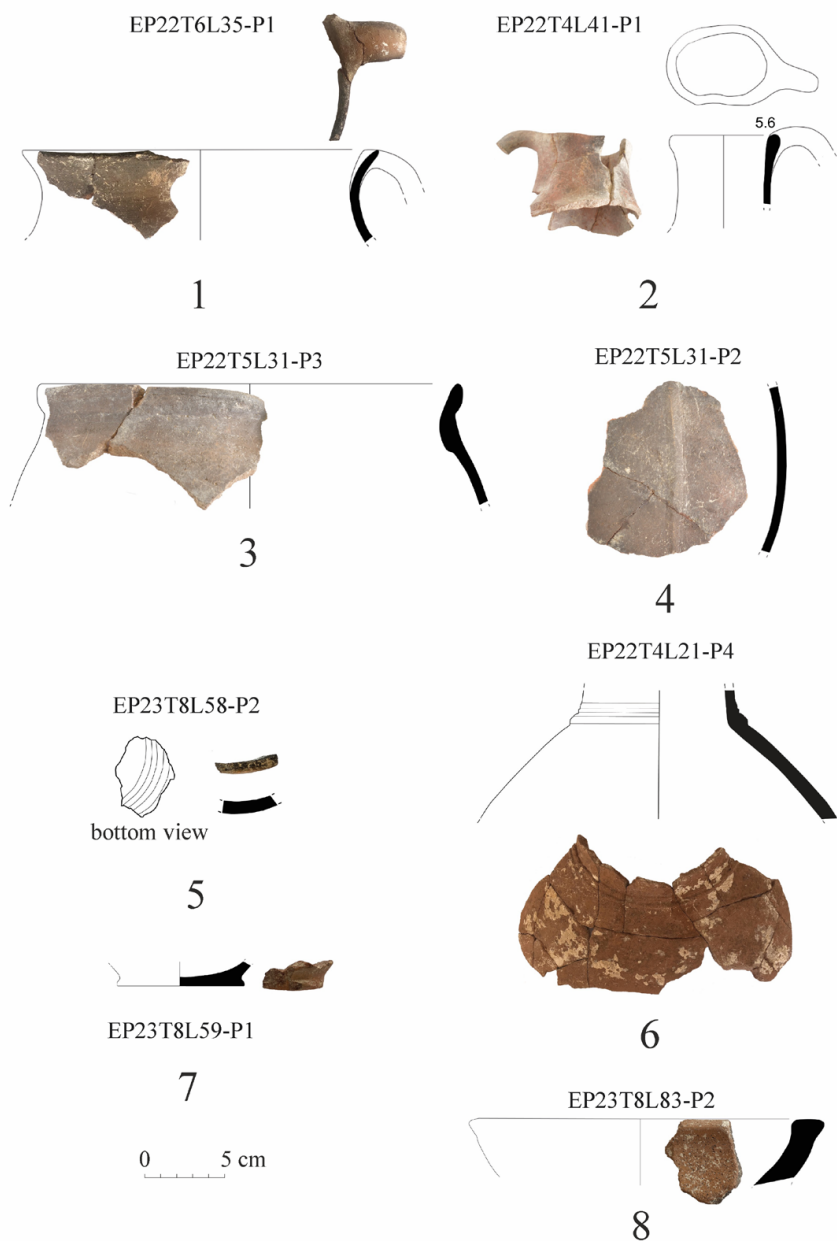 EP22T6L35-P1
EP22T4L41-P1
5.6
1
2
EP22T5L31-P3
EP22T5L31-P2
3
4
EP22T4L21-P4
EP23T8L58-P2
bottom view
5
6
EP23T8L59-P1
7
EP23T8L83-P2
0 5 cm
8